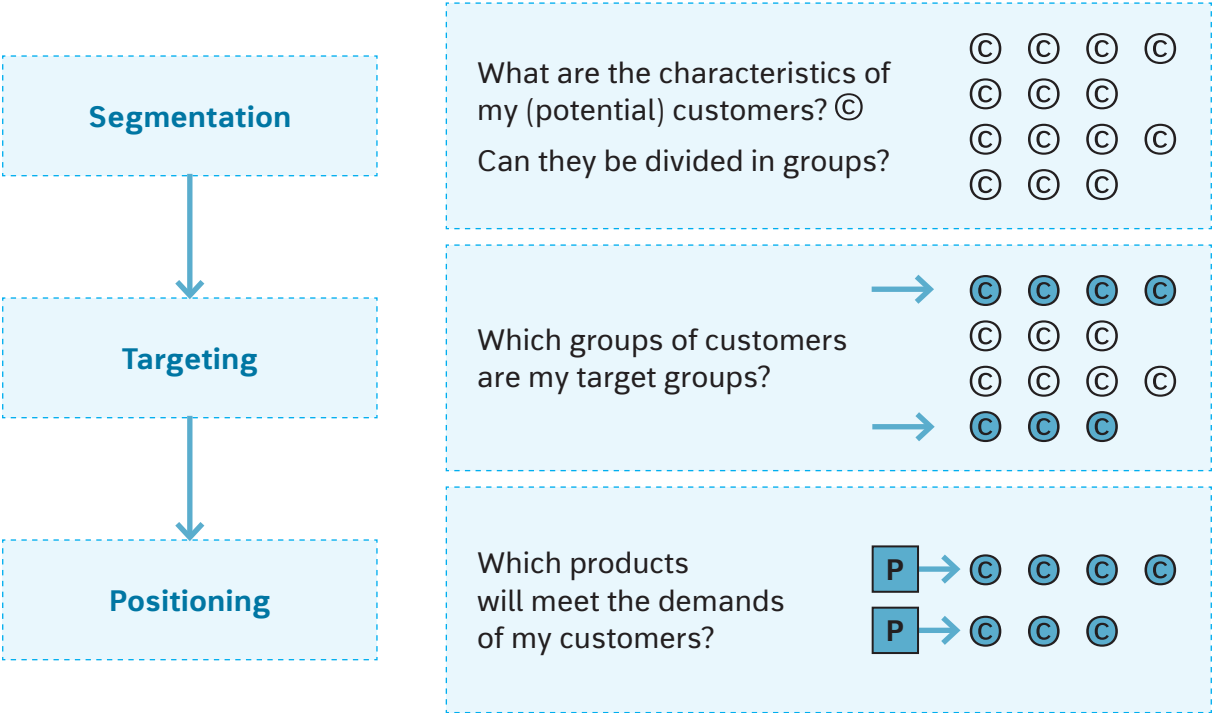 Segmentation
What are the characteristics of
my (potential) customers? Ⓒ
Can they be divided in groups?
Ⓒ Ⓒ Ⓒ Ⓒ
Ⓒ Ⓒ Ⓒ
Ⓒ Ⓒ Ⓒ Ⓒ
Ⓒ Ⓒ Ⓒ
Targeting
Which groups of customers
are my target groups?
Ⓒ Ⓒ Ⓒ Ⓒ
Ⓒ Ⓒ Ⓒ
Ⓒ Ⓒ Ⓒ Ⓒ
Ⓒ Ⓒ Ⓒ
Positioning
Which products
will meet the demands
of my customers?
P Ⓒ Ⓒ Ⓒ Ⓒ
P Ⓒ Ⓒ Ⓒ